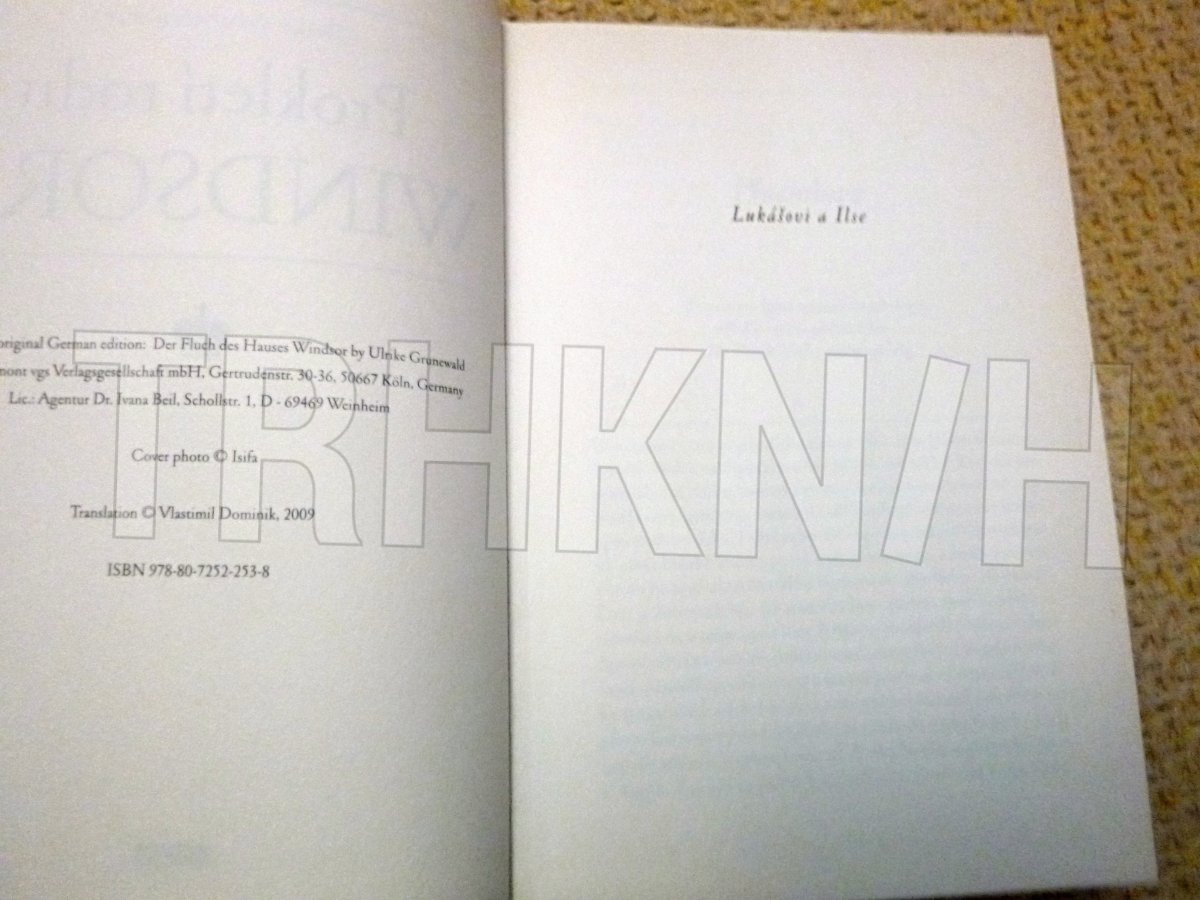 Prokletí rodu
WINDSOR
original German edition: Der Fluch des Hauses Windsor by Ulrike Grunewald
mont vgs Verlagsgesellschaft mbH, Gertrudenstr. 30-36, 50667 Köln, Germany
Lic.: Agentur Dr. Ivana Beil, Schollstr. 1, D - 69469 Weinheim
Cover photo © Isifa
Translation © Vlastimil Dominik, 2009
ISBN 978-80-7252-253-8
Lukášovi a Ilse
TRHKN/H